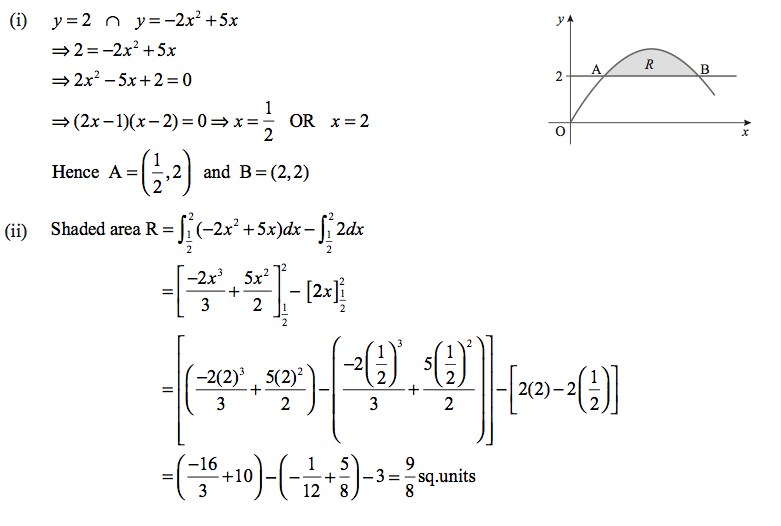 (i) y = 2 ∩ y = −2x² + 5x
⇒ 2 = −2x² + 5x
⇒ 2x² − 5x + 2 = 0
⇒ (2x − 1)(x − 2) = 0 ⇒ x = 1/2 OR x = 2
Hence A = (1/2, 2) and B = (2, 2)
y
2 A R B
O x
(ii) Shaded area R = ∫_{1/2}^{2} (−2x² + 5x)dx − ∫_{1/2}^{2} 2dx
= [−2x³/3 + 5x²/2]_{1/2}^{2} − [2x]_{1/2}^{2}
= [(−2(2)³/3 + 5(2)²/2) − (−2(1/2)³/3 + 5(1/2)²/2)] − [2(2) − 2(1/2)]
= (−16/3 + 10) − (−1/12 + 5/8) − 3 = 9/8 sq.units